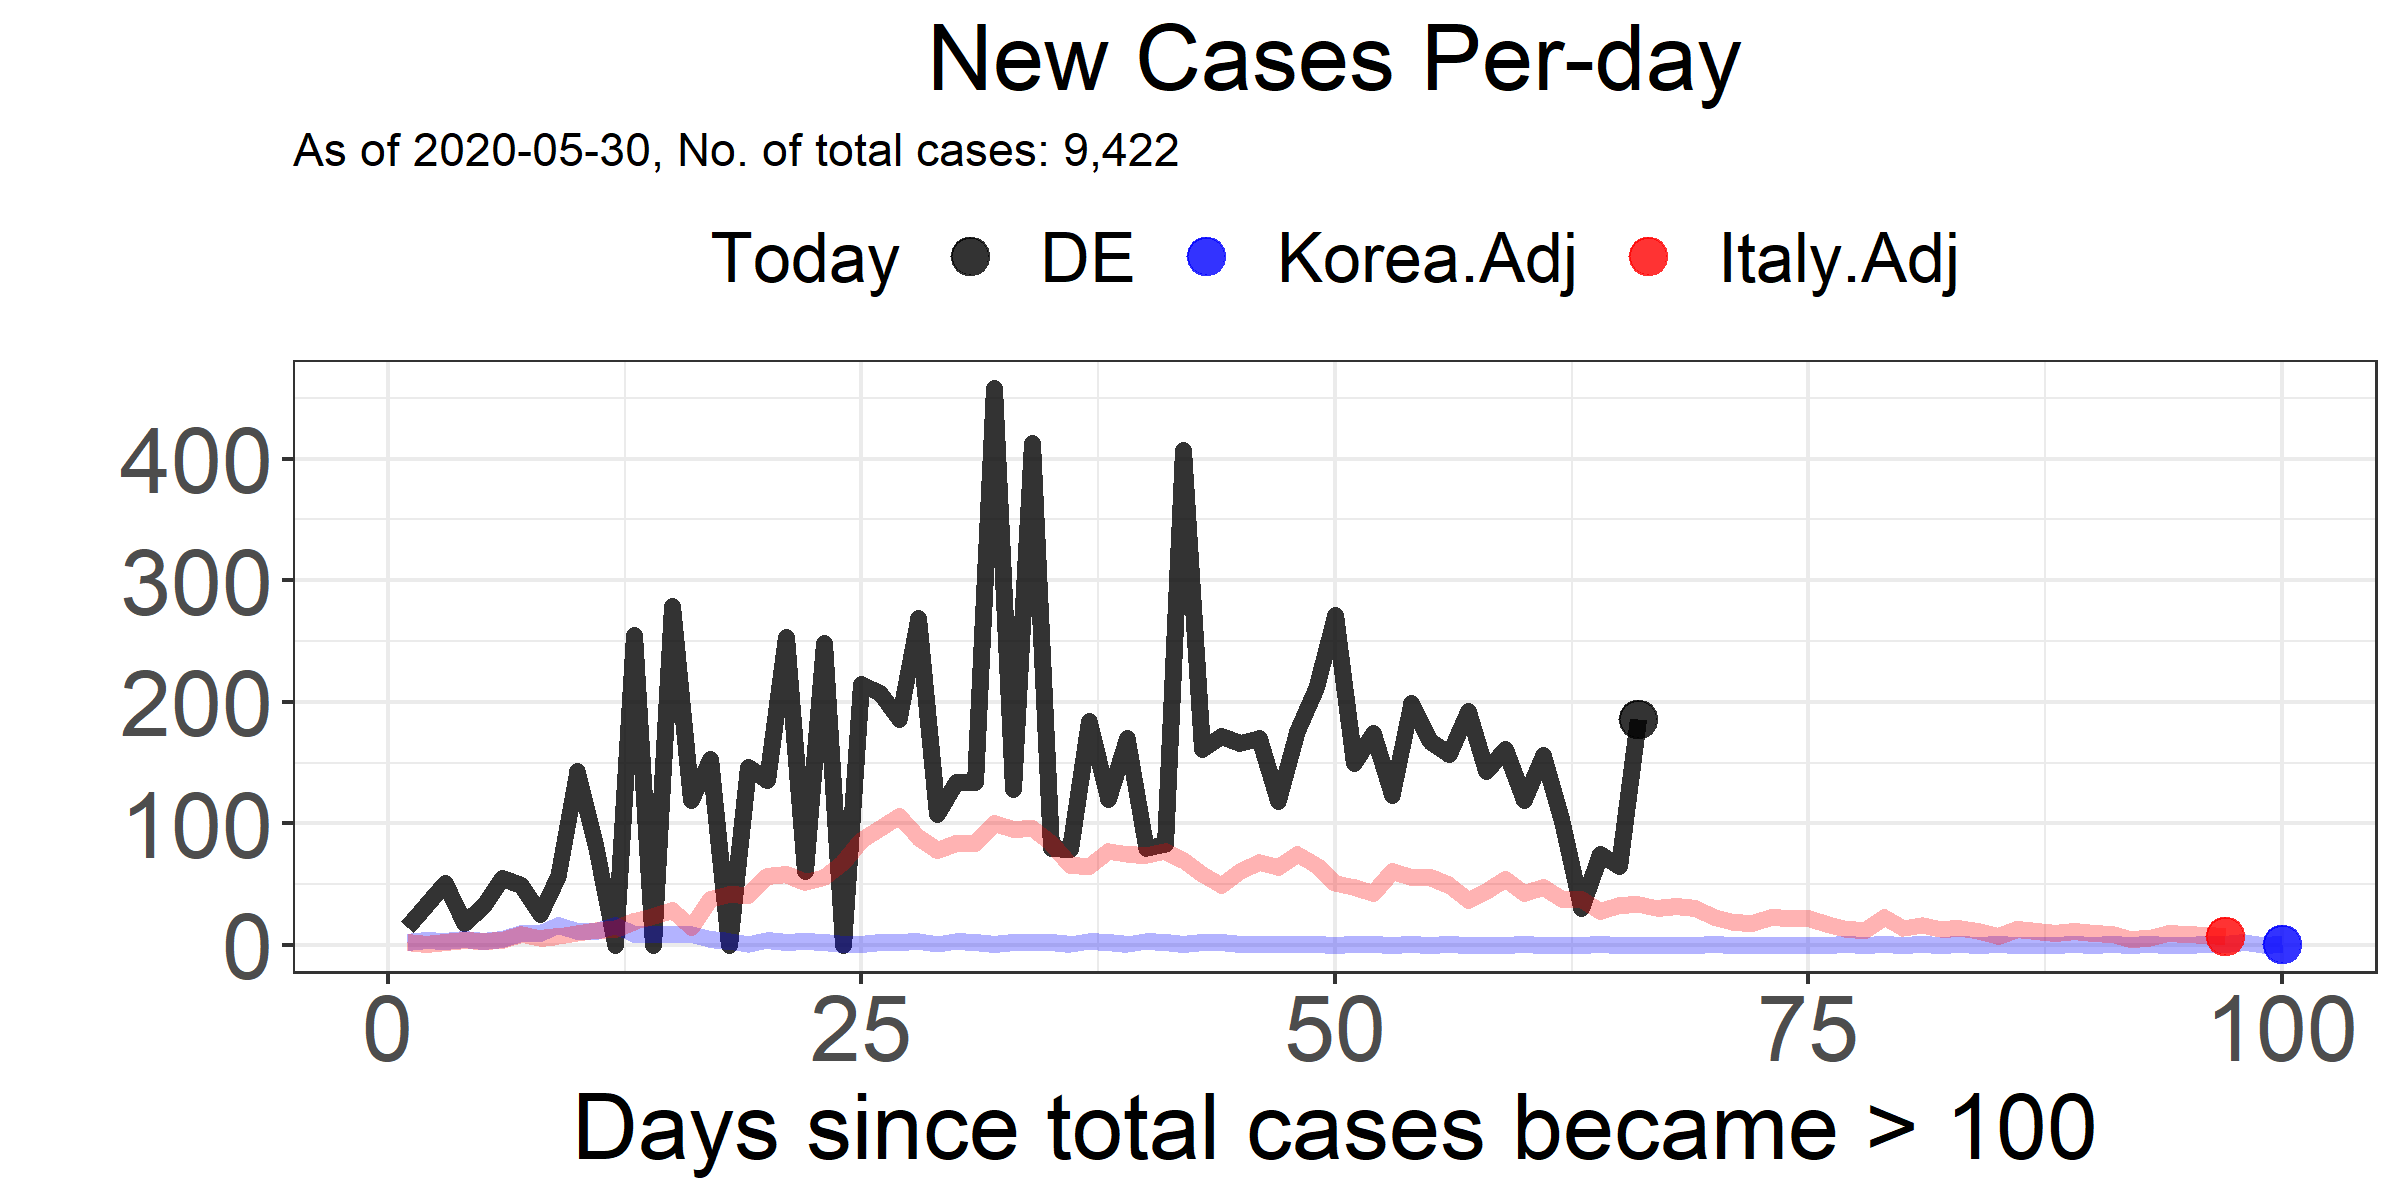 New Cases Per-day
As of 2020-05-30, No. of total cases: 9,422
Today DE Korea.Adj Italy.Adj
400
300
200
100
0
0 25 50 75 100
Days since total cases became > 100